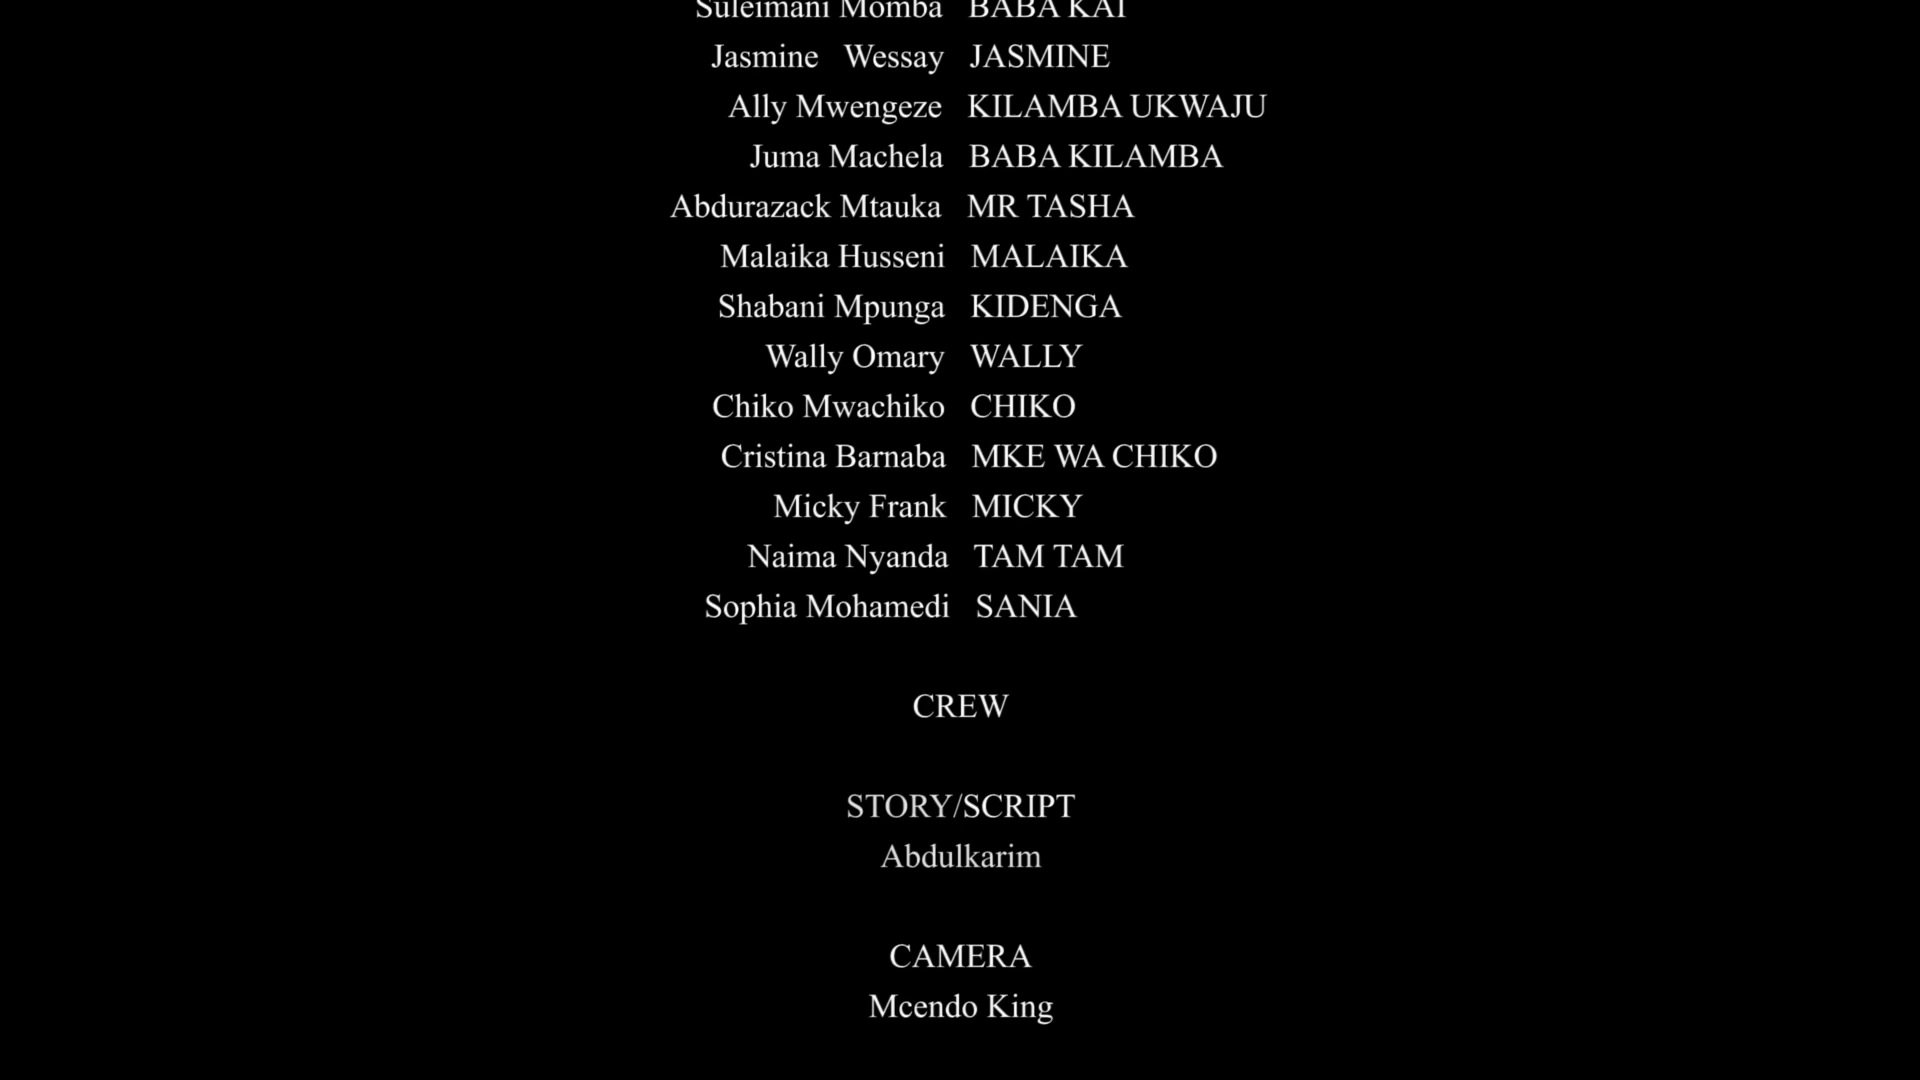 Suleimani Momba BABA KAI
Jasmine Wessay JASMINE
Ally Mwengeze KILAMBA UKWAJU
Juma Machela BABA KILAMBA
Abdurazack Mtauka MR TASHA
Malaika Husseni MALAIKA
Shabani Mpunga KIDENGA
Wally Omary WALLY
Chiko Mwachiko CHIKO
Cristina Barnaba MKE WA CHIKO
Micky Frank MICKY
Naima Nyanda TAM TAM
Sophia Mohamedi SANIA
CREW
STORY/SCRIPT
Abdulkarim
CAMERA
Mcendo King